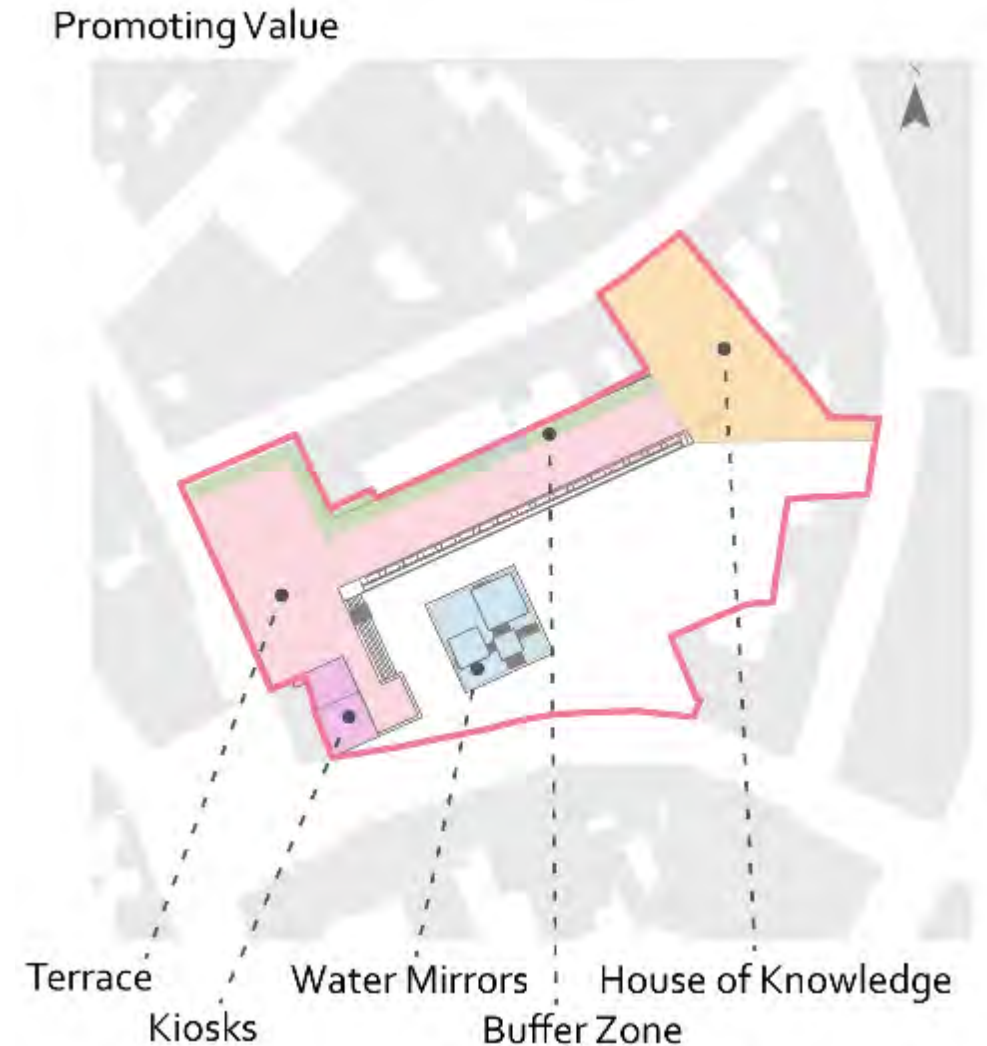 Promoting Value
N
Terrace
Water Mirrors
House of Knowledge
Kiosks
Buffer Zone